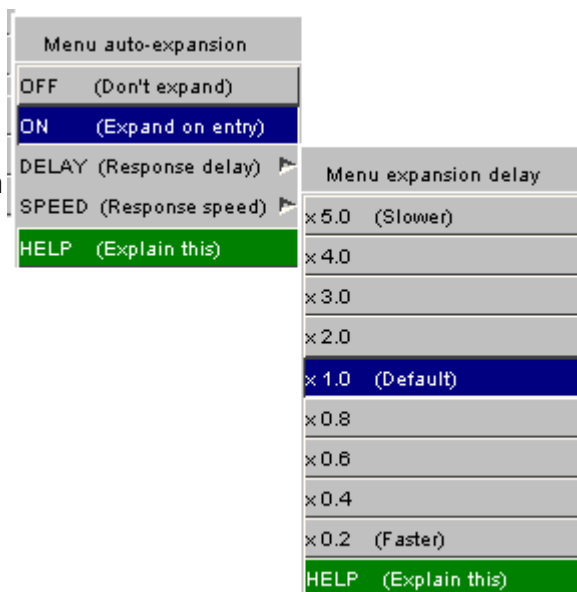 Menu auto-expansion
OFF (Don't expand)
ON (Expand on entry)
DELAY (Response delay)
SPEED (Response speed)
HELP (Explain this)
Menu expansion delay
x 5.0 (Slower)
x 4.0
x 3.0
x 2.0
x 1.0 (Default)
x 0.8
x 0.6
x 0.4
x 0.2 (Faster)
HELP (Explain this)